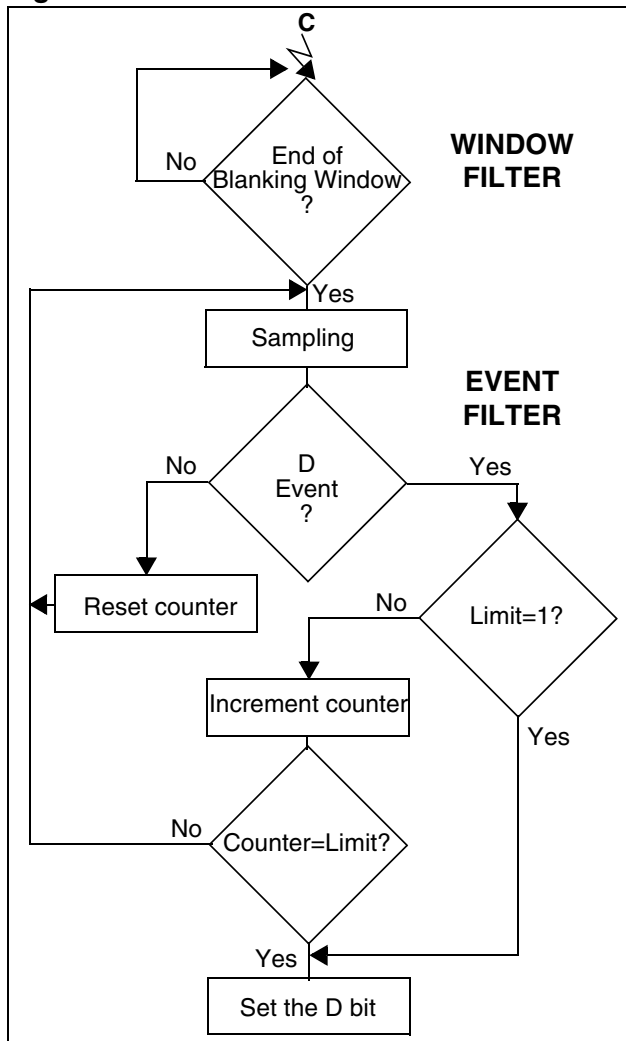 C
No
End of
Blanking Window
?
WINDOW
FILTER
Yes
Sampling
EVENT
FILTER
No
D
Event
?
Yes
Reset counter
No
Limit=1?
Increment counter
Yes
No
Counter=Limit?
Yes
Set the D bit